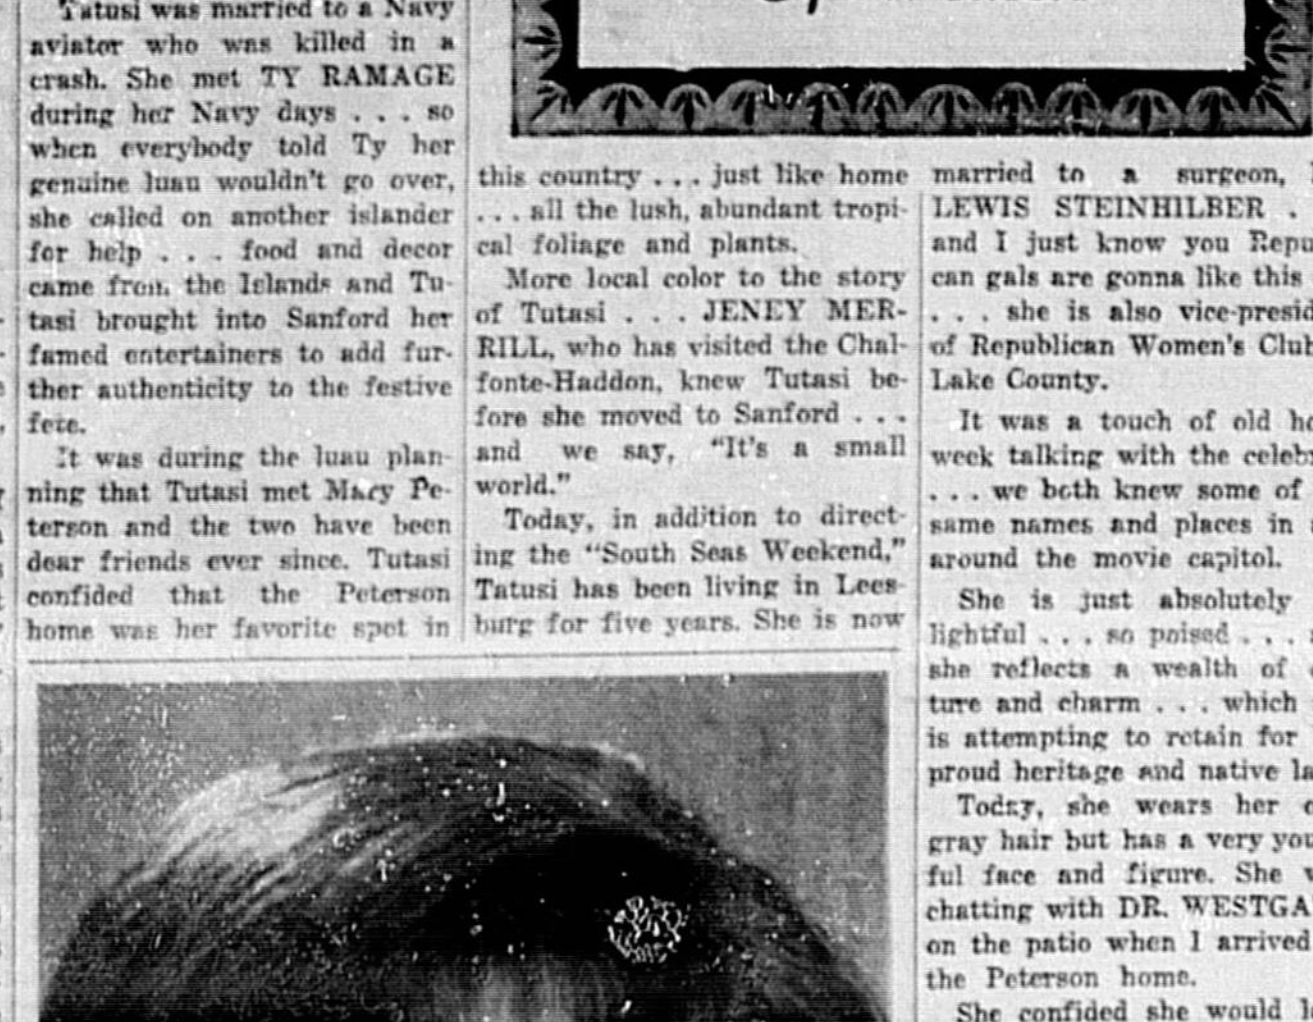 Tatusi was married to a Navy
aviator who was killed in a
crash. She met TY RAMAGE
during her Navy days . . . so
when everybody told Ty her
genuine luau wouldn't go over,
she called on another islander
for help . . . food and decor
came from the Islands and Tu-
tasi brought into Sanford her
famed entertainers to add fur-
ther authenticity to the festive
fete.
It was during the luau plan-
ning that Tutasi met Mary Pe-
terson and the two have been
dear friends ever since. Tutasi
confided that the Peterson
home was her favorite spot in
this country . . . just like home
. . . all the lush, abundant tropi-
cal foliage and plants.
More local color to the story
of Tutasi . . . JENEY MER-
RILL, who has visited the Chal-
fonte-Haddon, knew Tutasi be-
fore she moved to Sanford . . .
and we say, "It's a small
world."
Today, in addition to direct-
ing the "South Seas Weekend,"
Tatusi has been living in Lees-
burg for five years. She is now
married to a surgeon,
LEWIS STEINHILBER .
and I just know you Repu
can gals are gonna like this
. . . she is also vice-presid
of Republican Women's Club
Lake County.
It was a touch of old ho
week talking with the celebr
. . . we both knew some of
same names and places in
around the movie capitol.
She is just absolutely
lightful . . . so poised . . .
she reflects a wealth of
ture and charm . . . which
is attempting to retain for
proud heritage and native la
Today, she wears her
gray hair but has a very you
ful face and figure. She
chatting with DR. WESTGA
on the patio when I arrived
the Peterson home.
She confided she would